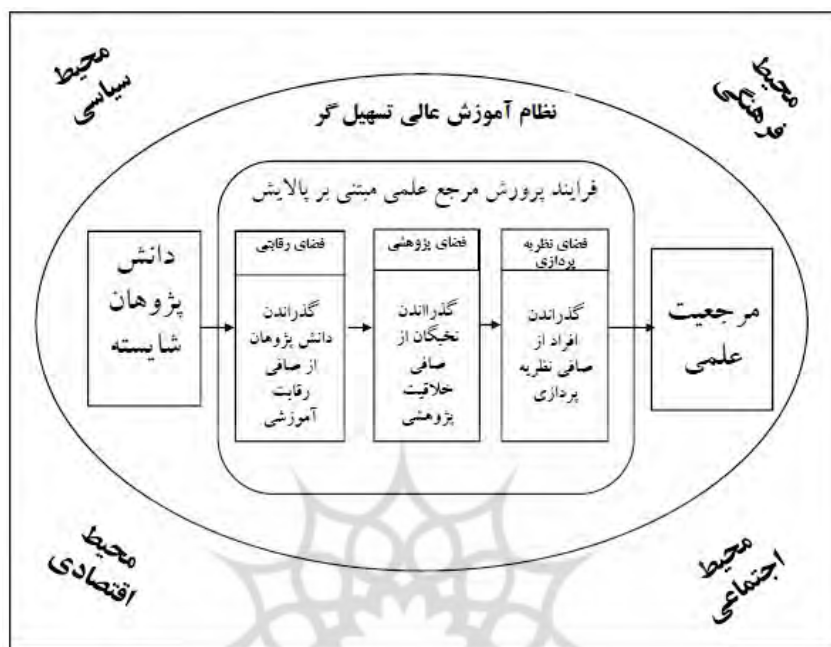 محیط
سیاسی
محیط
فرهنگی
نظام آموزش عالی تسهیل گر
فرایند پرورش مرجع علمی مبتنی بر پالایش
دانش
پژوهان
شایسته
فضای رقابتی
گذراندن
دانش پژوهان
از صافی
رقابت
آموزشی
فضای پژوهشی
گذرااندن
نخبگان از
صافی
خلاقیت
پژوهشی
فضای نظریه
پردازی
گذراندن
افراد از
صافی نظریه
پردازی
مرجعیت
علمی
محیط
اقتصادی
محیط
اجتماعی